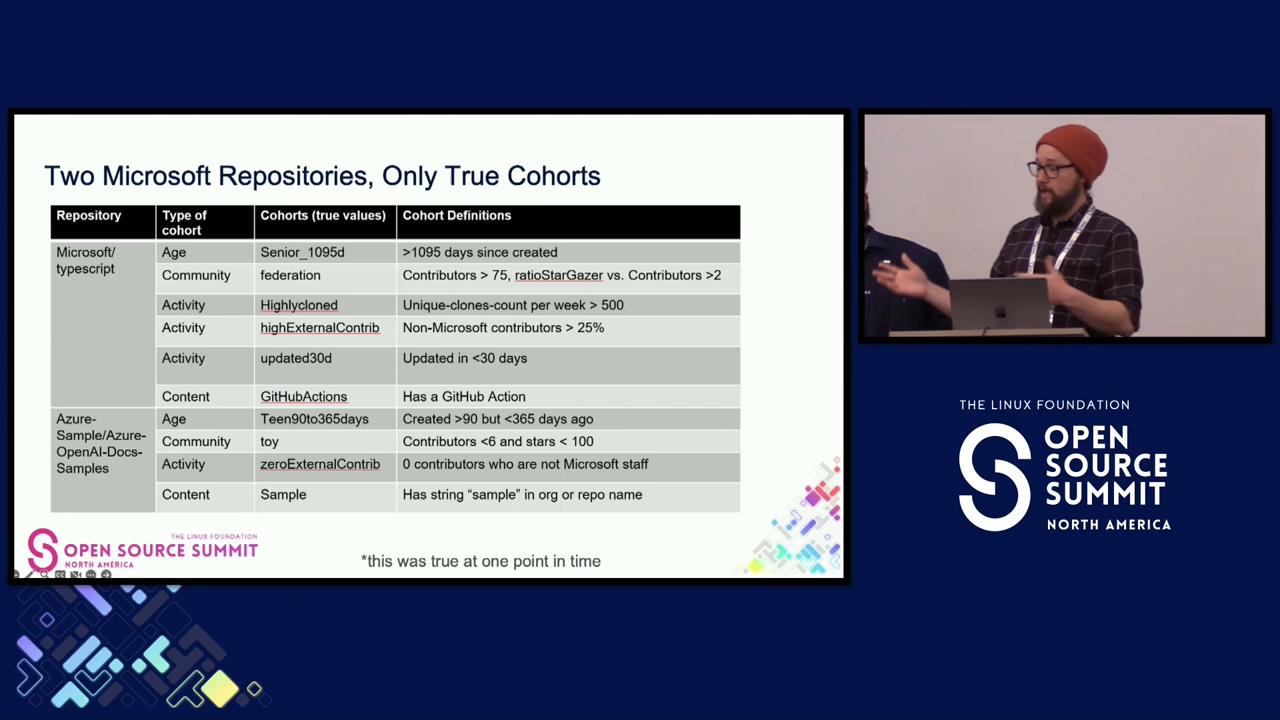 Two Microsoft Repositories, Only True Cohorts
Repository
Type of
cohort
Cohorts (true values)
Cohort Definitions
Microsoft/
typescript
Age
Senior_1095d
>1095 days since created
Community
federation
Contributors > 75, ratioStarGazer vs. Contributors >2
Activity
Highlycloned
Unique-clones-count per week > 500
Activity
highExternalContrib
Non-Microsoft contributors > 25%
Activity
updated30d
Updated in <30 days
Content
GitHubActions
Has a GitHub Action
Azure-
Sample/Azure-
OpenAI-Docs-
Samples
Age
Teen90to365days
Created >90 but <365 days ago
Community
toy
Contributors <6 and stars < 100
Activity
zeroExternalContrib
0 contributors who are not Microsoft staff
Content
Sample
Has string “sample” in org or repo name
THE LINUX FOUNDATION
OPEN SOURCE SUMMIT
NORTH AMERICA
*this was true at one point in time
THE LINUX FOUNDATION
OPEN
SOURCE
SUMMIT
NORTH AMERICA